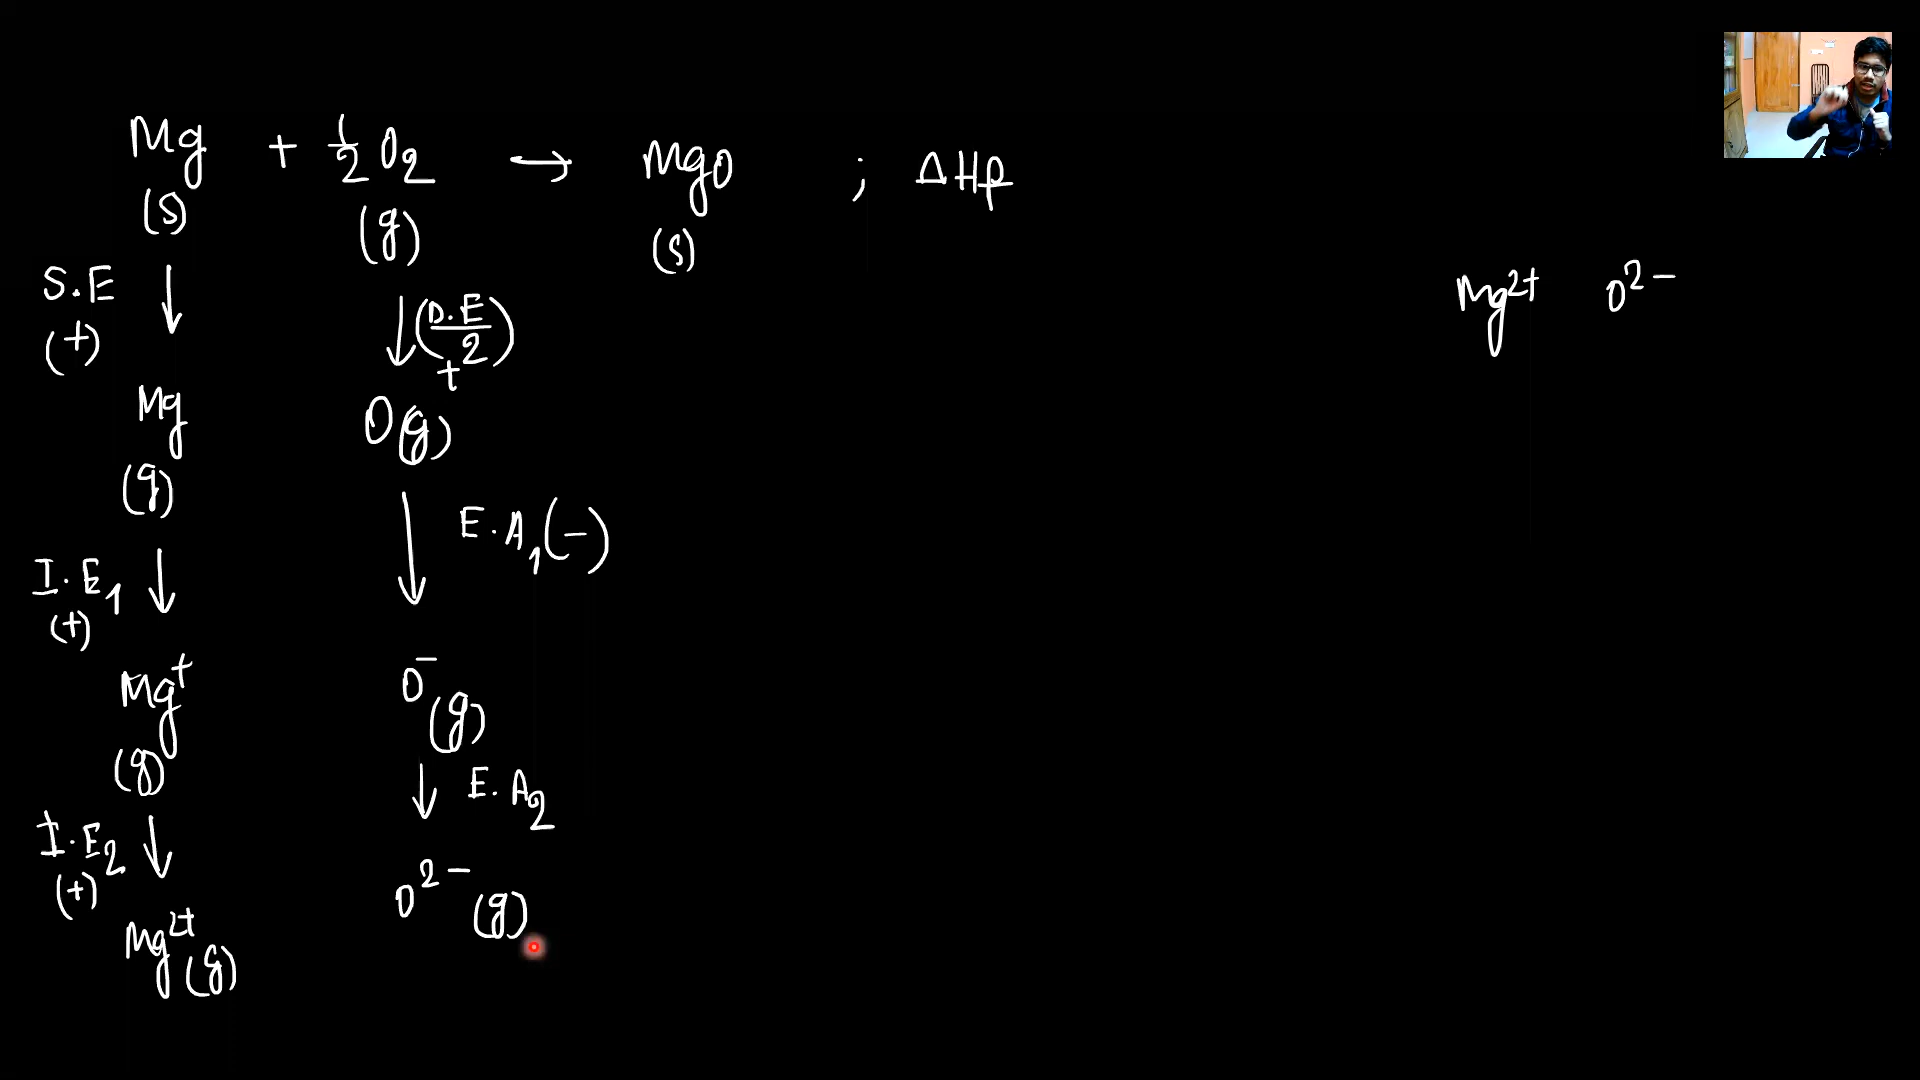 Mg + 1/2 O2 → MgO ; ΔHf
(s) (g) (s)
S.E ↓ ↓ (D.E/2)
(+) +
Mg2+ O2−
Mg O(g)
(g)
↓ E.A1(−)
I.E1 ↓
(+)
Mg+ O−(g)
(g)
↓ E.A2
I.E2 ↓
(+) O2−(g)
Mg2+(g)